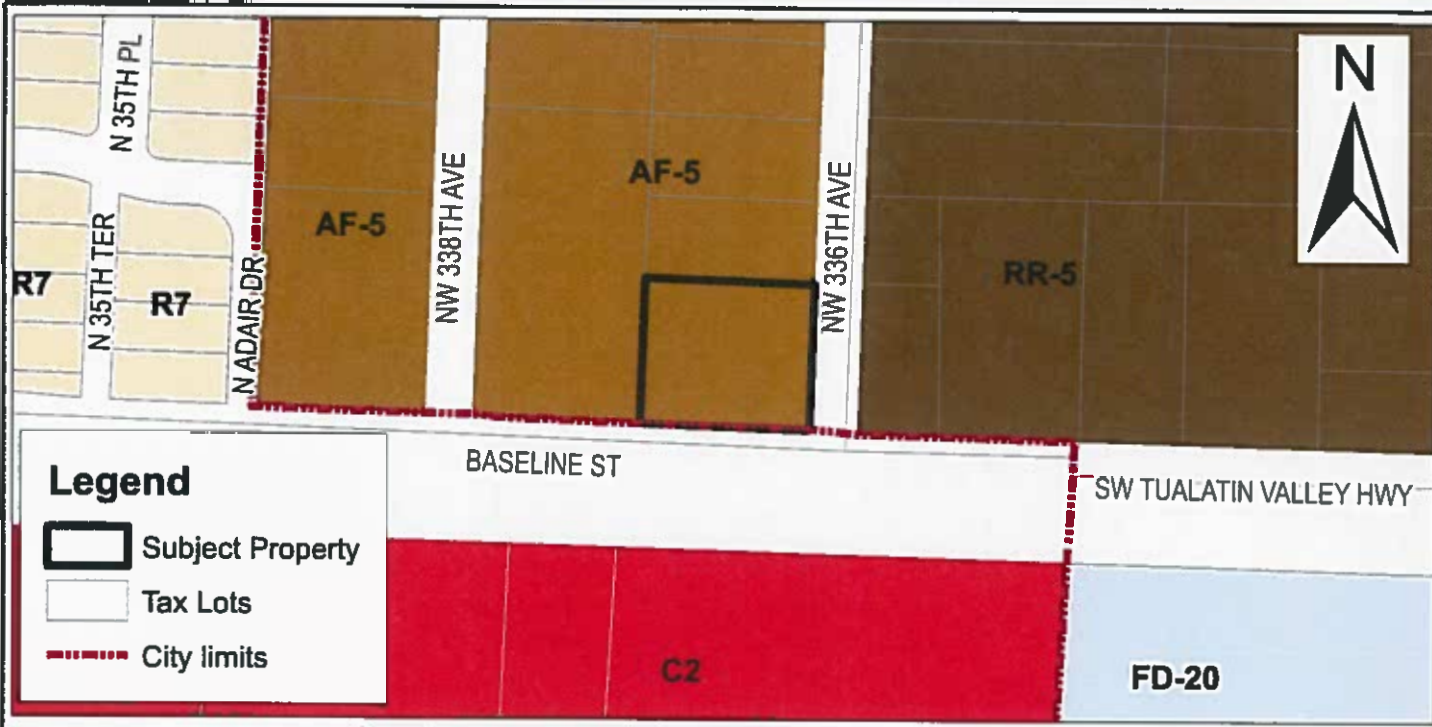 N 35TH PL
N
AF-5
NW 338TH AVE
NW 336TH AVE
AF-5
N 35TH TER
R7
R7
N ADAIR DR
RR-5
BASELINE ST
SW TUALATIN VALLEY HWY
Legend
Subject Property
Tax Lots
City limits
C2
FD-20